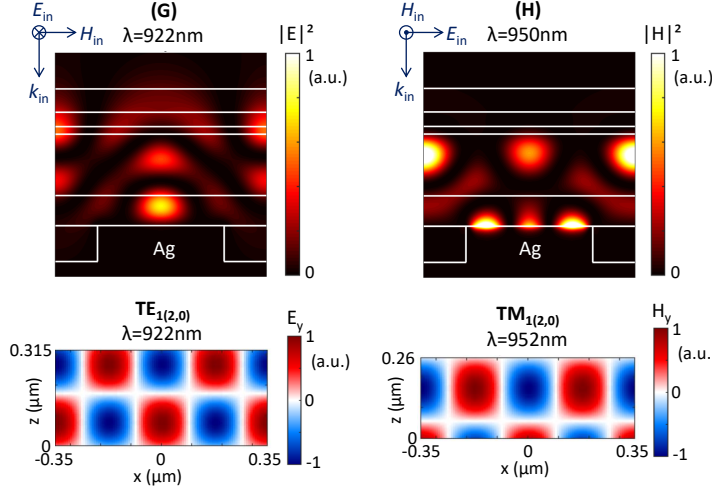 (G)
λ=922nm
E_in
H_in
k_in
|E|²
1
(a.u.)
0
Ag
(H)
λ=950nm
H_in
E_in
k_in
|H|²
1
(a.u.)
0
Ag
TE_1(2,0)
λ=922nm
E_y
1
(a.u.)
0
-1
0.315
z (µm)
0
-0.35
0
0.35
x (µm)
TM_1(2,0)
λ=952nm
H_y
1
(a.u.
0
-1
0.26
z (µm)
0
-0.35
0
0.35
x (µm)